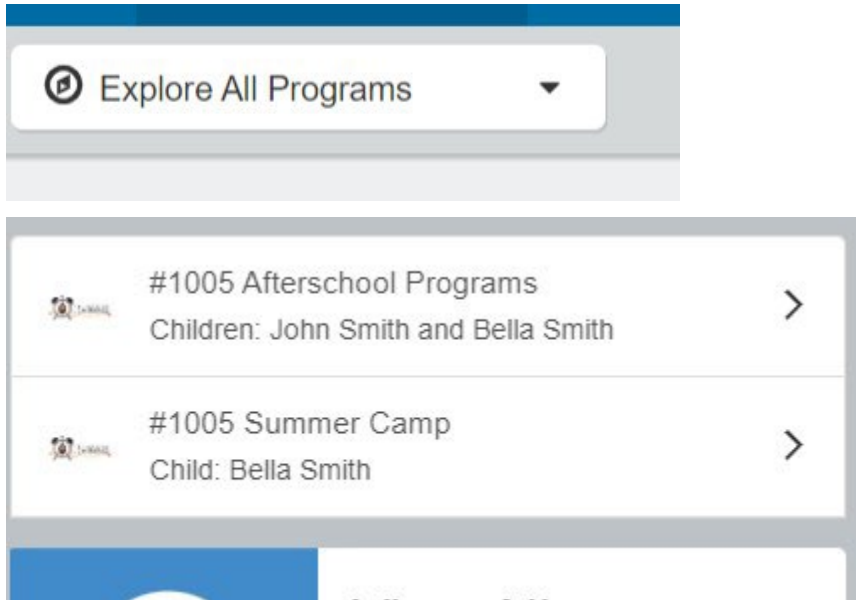 Explore All Programs
#1005 Afterschool Programs
Children: John Smith and Bella Smith
#1005 Summer Camp
Child: Bella Smith